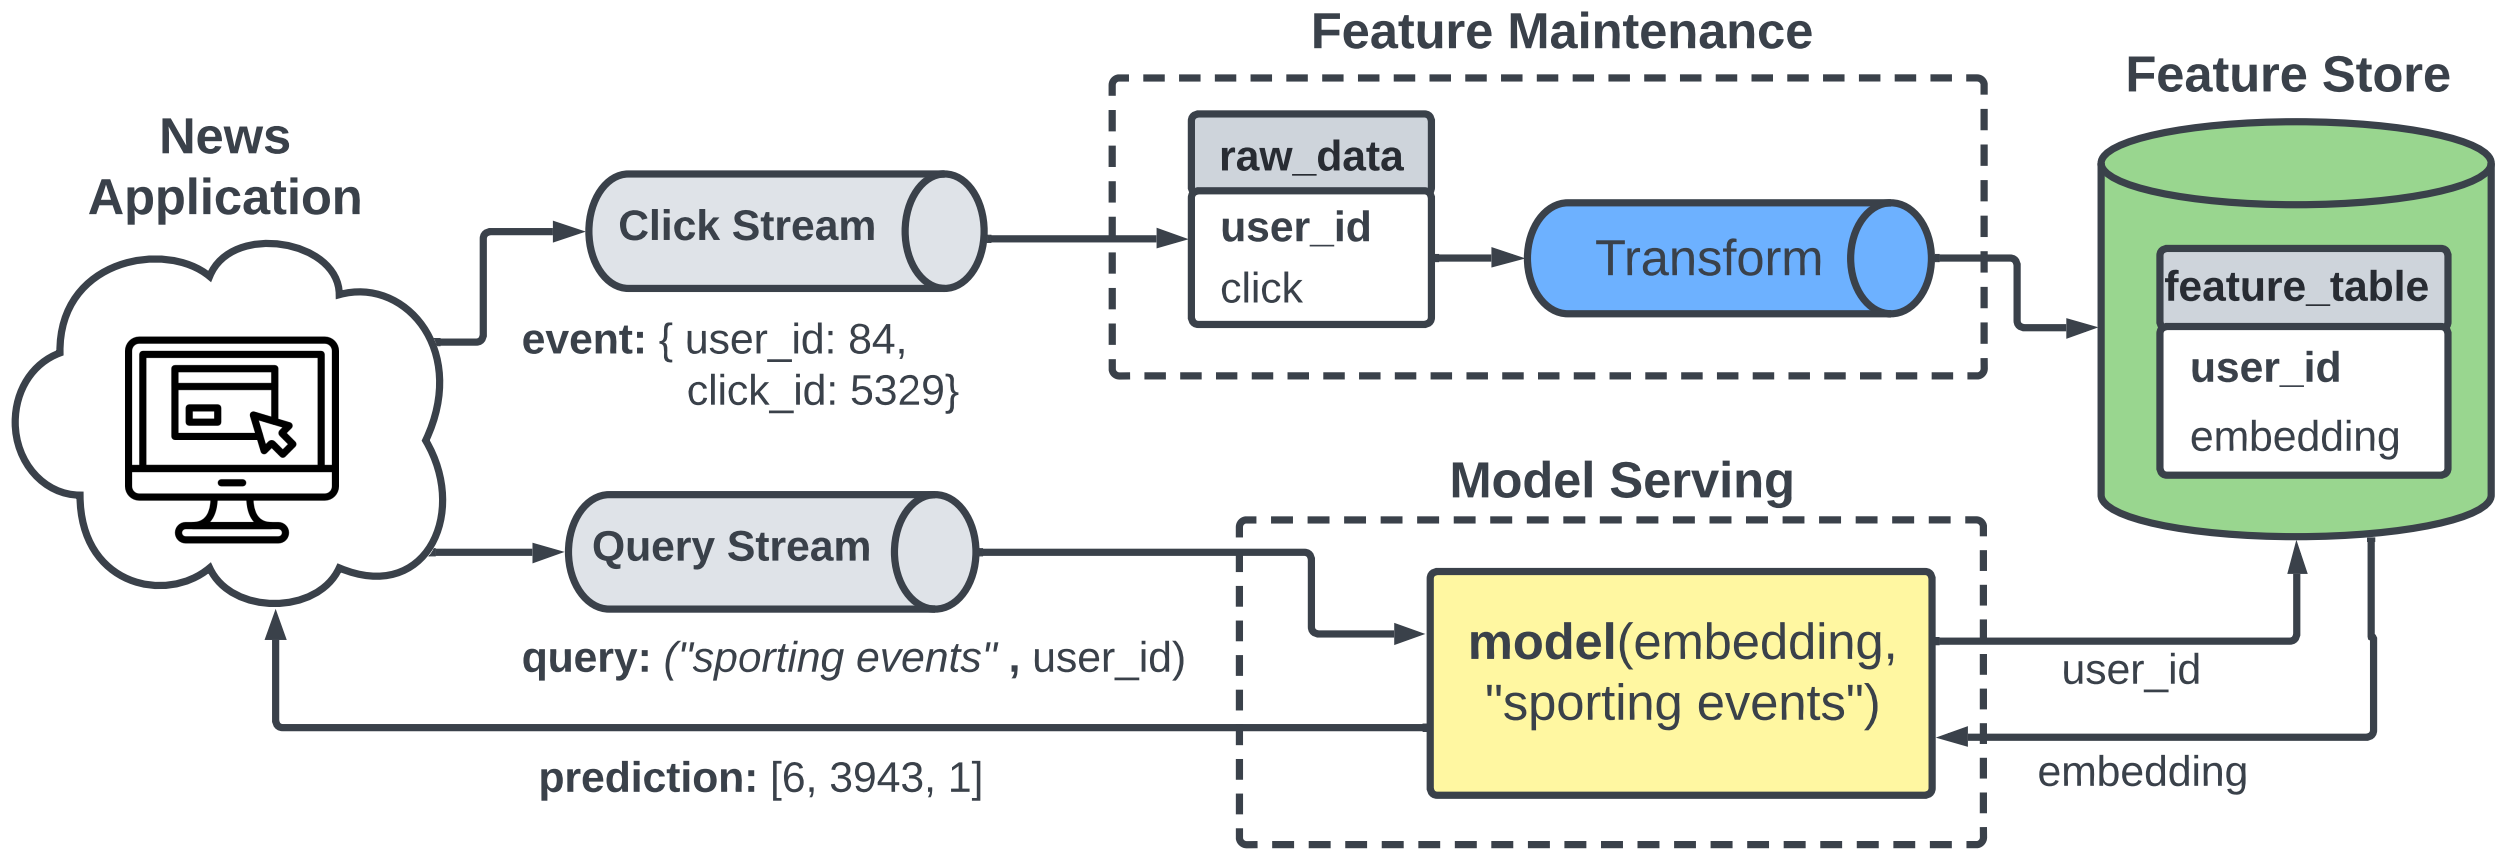 Feature Maintenance
Feature Store
News
Application
raw_data
user_id
click
Click Stream
Transform
feature_table
user_id
embedding
event: { user_id: 84,
click_id: 5329}
Model Serving
Query Stream
model(embedding,
"sporting events")
query: ("sporting events" , user_id)
user_id
prediction: [6, 3943, 1]
embedding